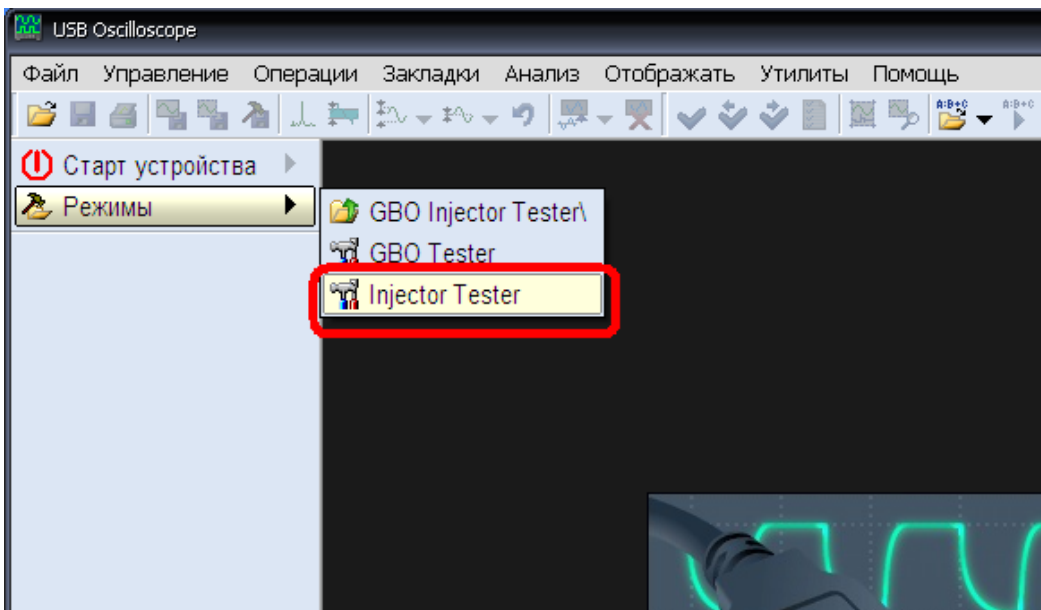 USB Oscilloscope
Файл Управление Операции Закладки Анализ Отображать Утилиты Помощь
A:B+C A:B+C
Старт устройства
Режимы
GBO Injector Tester\
GBO Tester
Injector Tester